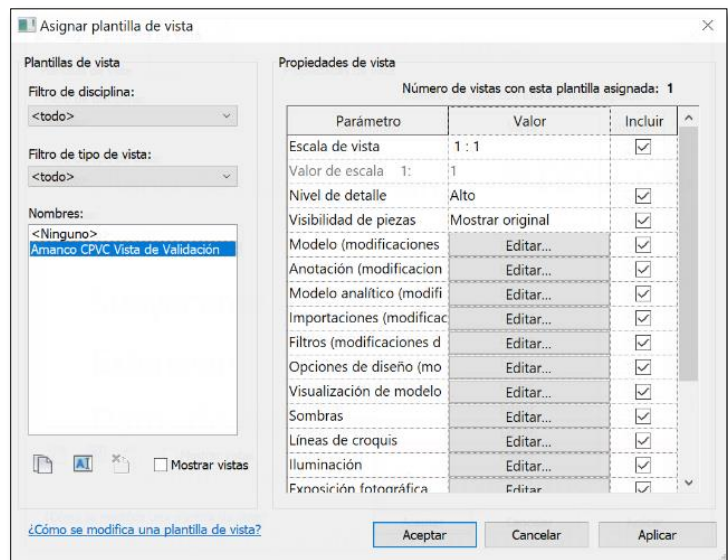 Asignar plantilla de vista
Plantillas de vista
Filtro de disciplina:
<todo>
Filtro de tipo de vista:
<todo>
Nombres:
<Ninguno>
Amanco CPVC Vista de Validación
Mostrar vistas
¿Cómo se modifica una plantilla de vista?
Propiedades de vista
Número de vistas con esta plantilla asignada: 1
Parámetro Valor Incluir
Escala de vista 1 : 1
Valor de escala 1: 1
Nivel de detalle Alto
Visibilidad de piezas Mostrar original
Modelo (modificaciones Editar...
Anotación (modificacion Editar...
Modelo analítico (modifi Editar...
Importaciones (modificac Editar...
Filtros (modificaciones d Editar...
Opciones de diseño (mo Editar...
Visualización de modelo Editar...
Sombras Editar...
Líneas de croquis Editar...
Iluminación Editar...
Exposición fotográfica Editar...
Aceptar Cancelar Aplicar